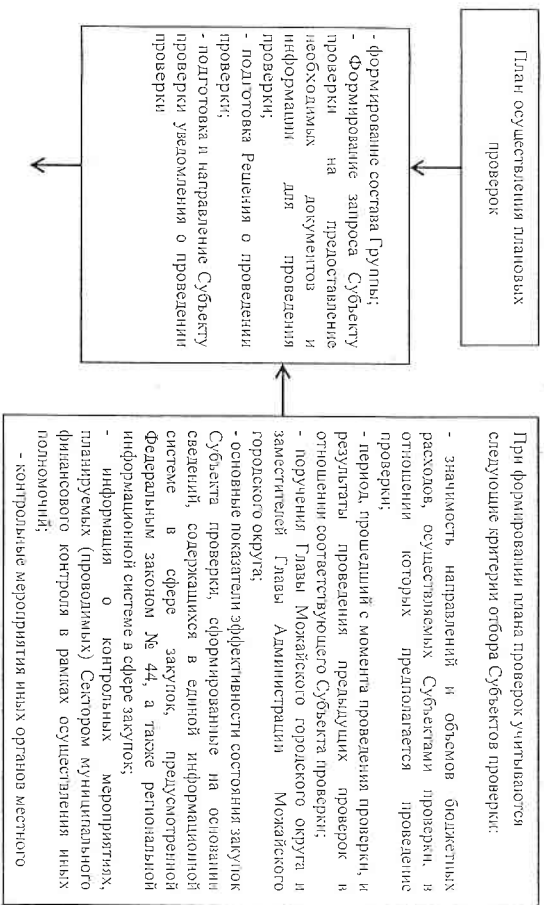 План осуществления плановых
проверок
- формирование состава Группы;
- Формирование запроса Субъекту
проверки на предоставление
необходимых документов и
информации для проведения
проверки;
- подготовка Решения о проведении
проверки;
- подготовка и направление Субъекту
проверки уведомления о проведении
проверки
При формировании плана проверок учитываются
следующие критерии отбора Субъектов проверки:
- значимость направлений и объемов бюджетных
расходов, осуществляемых Субъектами проверки, в
отношении которых предполагается проведение
проверки;
- период, прошедший с момента проведения проверки, и
результаты проведения предыдущих проверок в
отношении соответствующего Субъекта проверки;
- поручения Главы Можайского городского округа и
заместителей Главы Администрации Можайского
городского округа;
- основные показатели эффективности состояния закупок
Субъекта проверки, сформированные на основании
сведений, содержащихся в единой информационной
системе в сфере закупок, предусмотренной
Федеральным законом № 44, а также региональной
информационной системе в сфере закупок;
- информация о контрольных мероприятиях,
планируемых (проводимых) Сектором муниципального
финансового контроля в рамках осуществления иных
полномочий;
- контрольные мероприятия иных органов местного